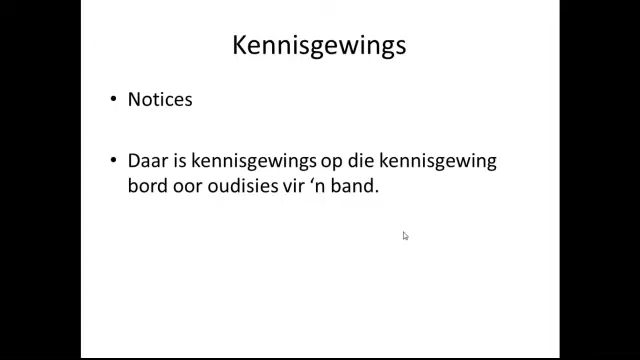 Kennisgewings
• Notices
• Daar is kennisgewings op die kennisgewing
bord oor oudisies vir ‘n band.